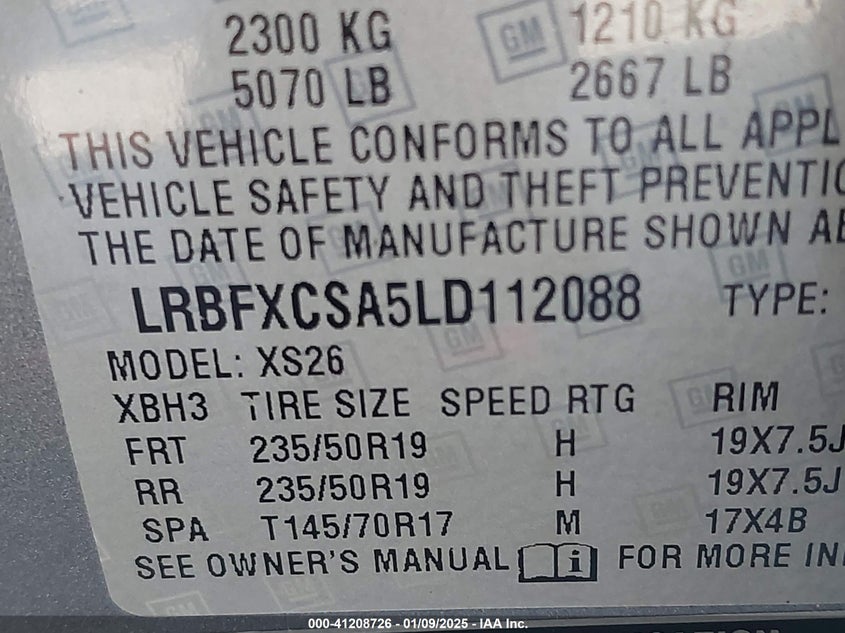 2300 KG 1210 KG
5070 LB 2667 LB
THIS VEHICLE CONFORMS TO ALL APPL
VEHICLE SAFETY AND THEFT PREVENTIO
THE DATE OF MANUFACTURE SHOWN AB
LRBFXCSA5LD112088 TYPE:
MODEL: XS26
XBH3 TIRE SIZE SPEED RTG RIM
FRT 235/50R19 H 19X7.5J
RR 235/50R19 H 19X7.5J
SPA T145/70R17 M 17X4B
SEE OWNER'S MANUAL i FOR MORE IN
000-41208726 - 01/09/2025 - IAA Inc.